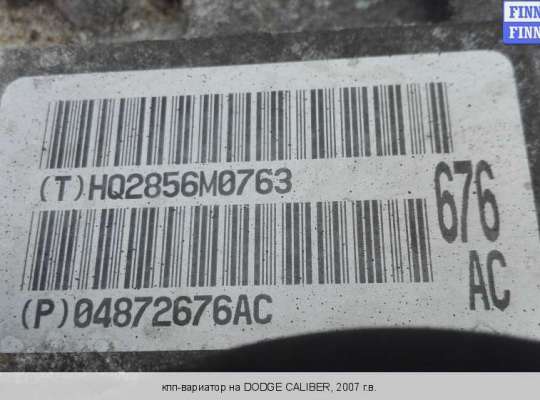 FINN
FINN
(T)HQ2856M0763
676
AC
(P)04872676AC
кпп-вариатор на DODGE CALIBER, 2007 г.в.